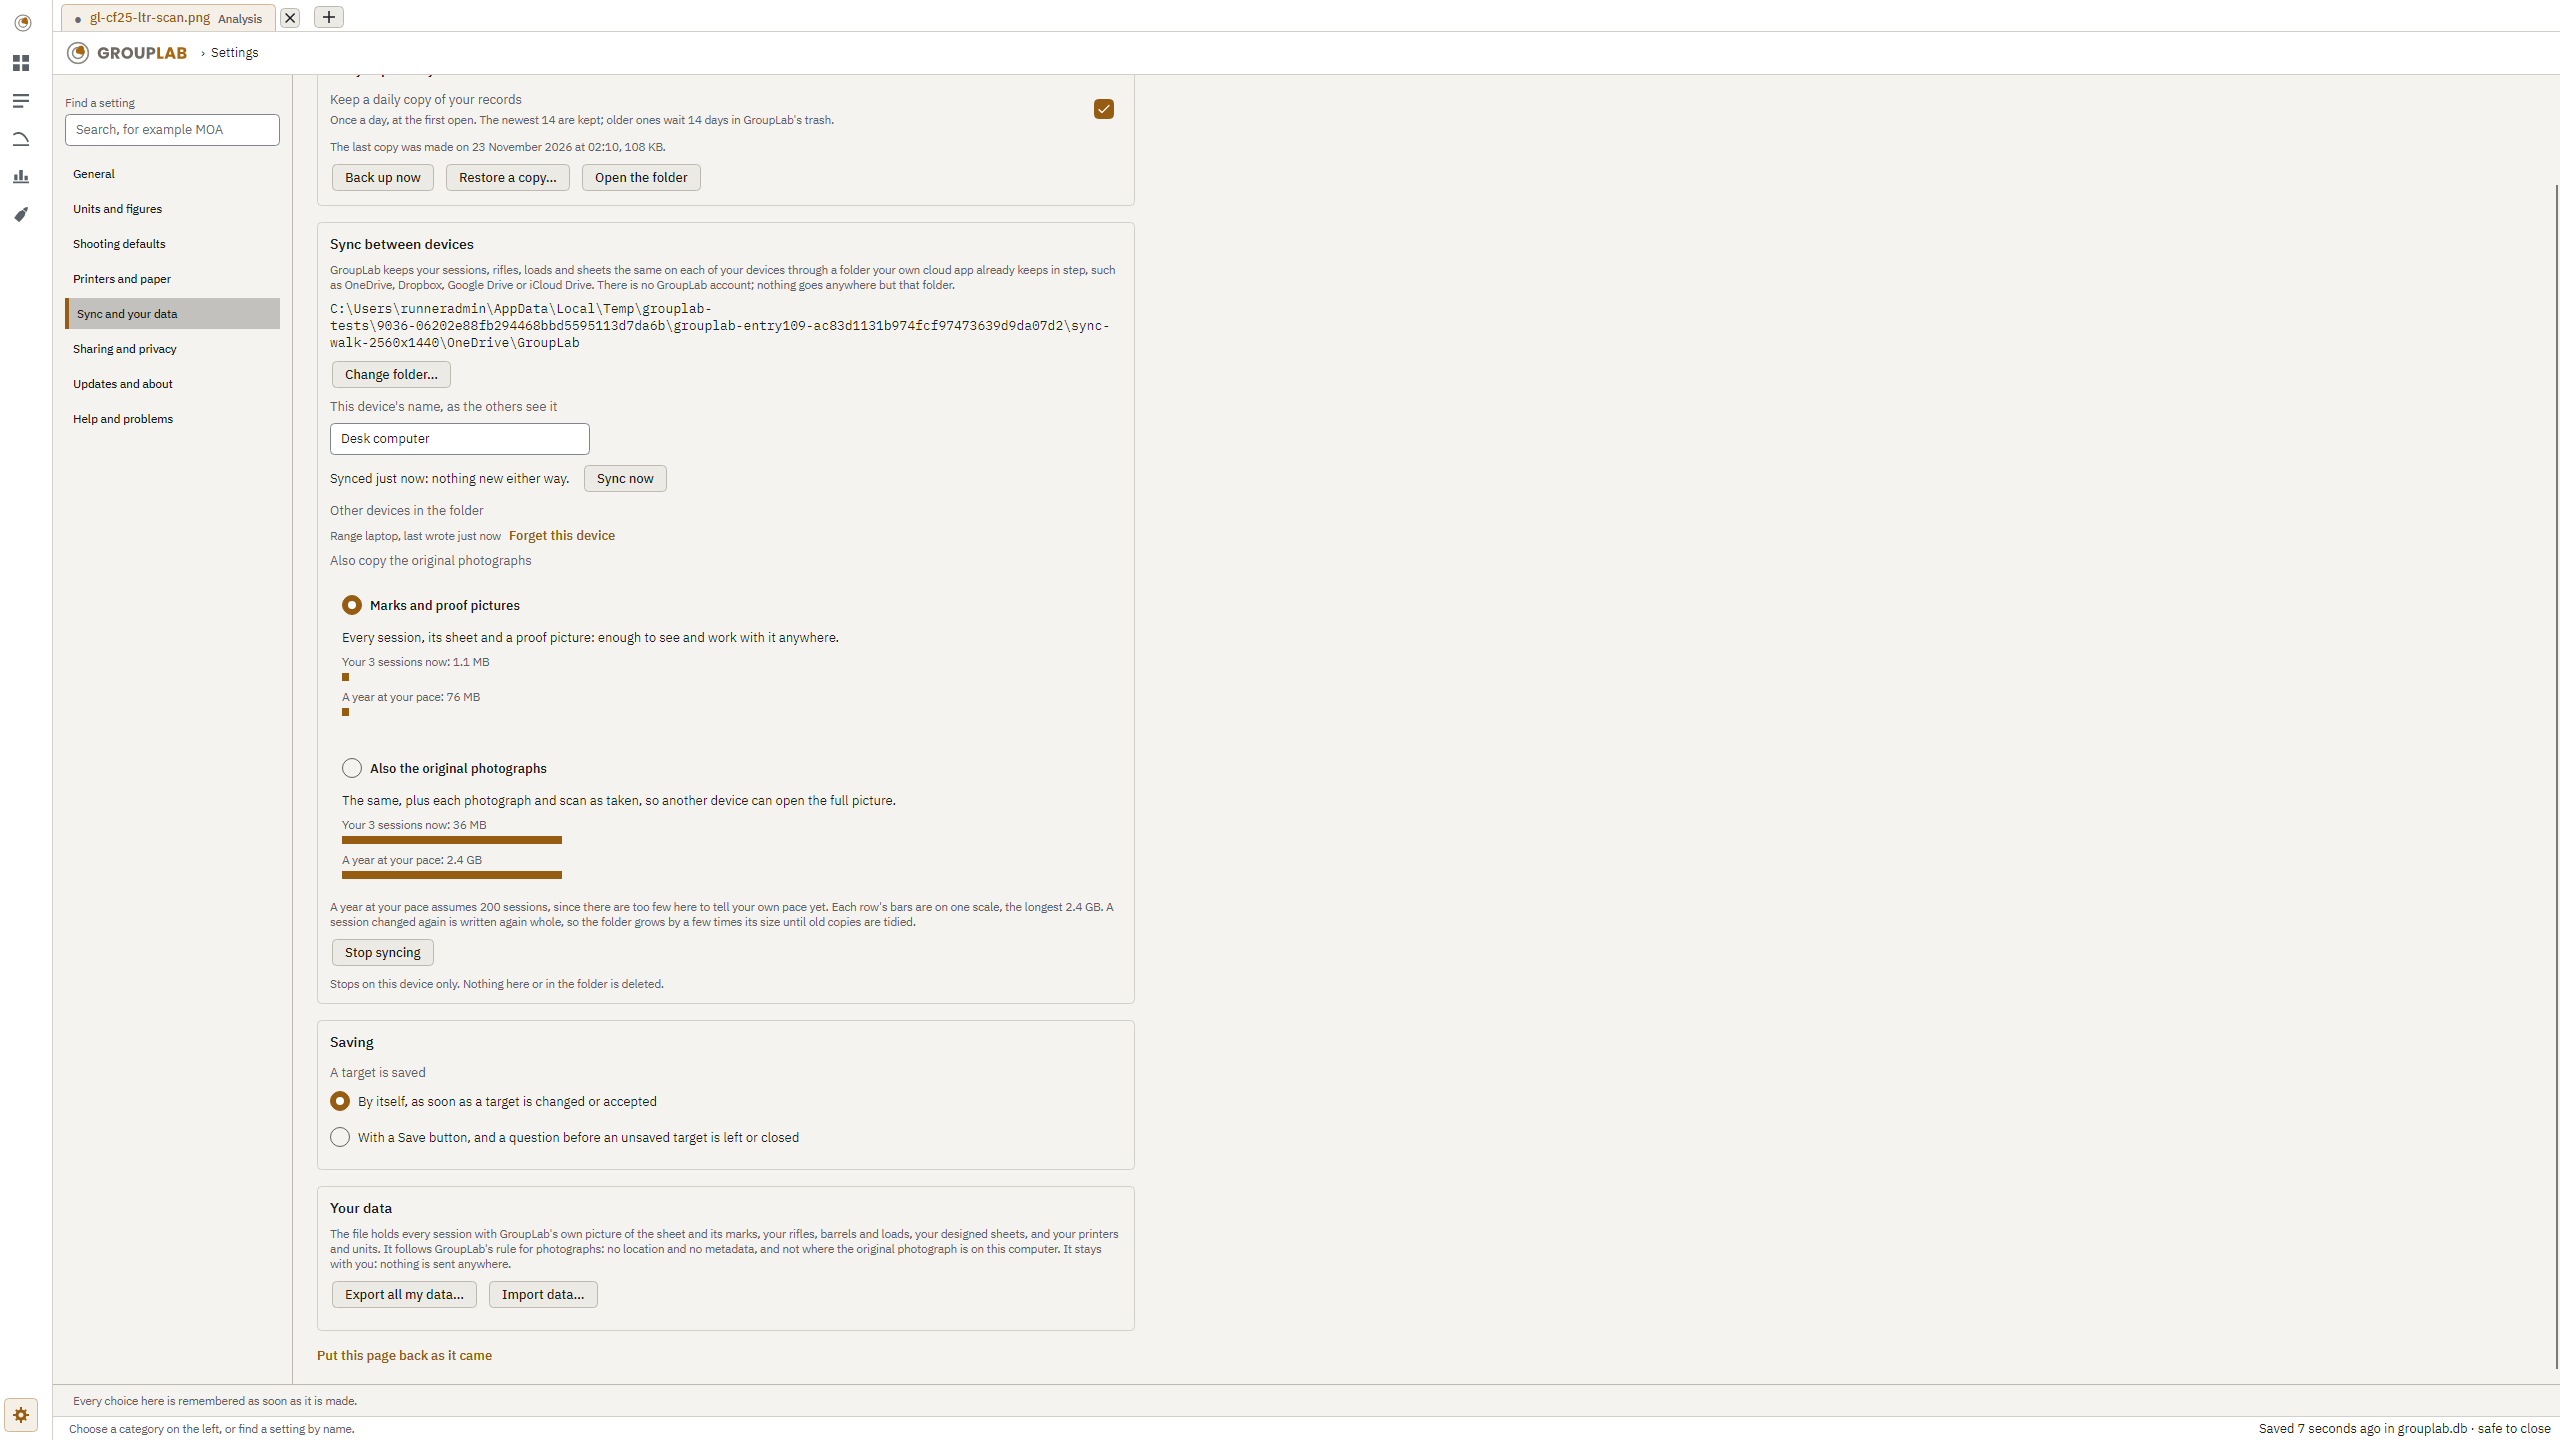 gl-cf25-ltr-scan.png Analysis
GROUPLAB › Settings
Find a setting
Search, for example MOA
General
Units and figures
Shooting defaults
Printers and paper
Sync and your data
Sharing and privacy
Updates and about
Help and problems
Keep a daily copy of your records
Once a day, at the first open. The newest 14 are kept; older ones wait 14 days in GroupLab's trash.
The last copy was made on 23 November 2026 at 02:10, 108 KB.
Back up now
Restore a copy...
Open the folder
Sync between devices
GroupLab keeps your sessions, rifles, loads and sheets the same on each of your devices through a folder your own cloud app already keeps in step, such
as OneDrive, Dropbox, Google Drive or iCloud Drive. There is no GroupLab account; nothing goes anywhere but that folder.
C:\Users\runneradmin\AppData\Local\Temp\grouplab-
tests\9036-06202e88fb294468bbd5595113d7da6b\grouplab-entry109-ac83d1131b974fcf97473639d9da07d2\sync-
walk-2560x1440\OneDrive\GroupLab
Change folder...
This device's name, as the others see it
Desk computer
Synced just now: nothing new either way.
Sync now
Other devices in the folder
Range laptop, last wrote just now Forget this device
Also copy the original photographs
Marks and proof pictures
Every session, its sheet and a proof picture: enough to see and work with it anywhere.
Your 3 sessions now: 1.1 MB
A year at your pace: 76 MB
Also the original photographs
The same, plus each photograph and scan as taken, so another device can open the full picture.
Your 3 sessions now: 36 MB
A year at your pace: 2.4 GB
A year at your pace assumes 200 sessions, since there are too few here to tell your own pace yet. Each row's bars are on one scale, the longest 2.4 GB. A
session changed again is written again whole, so the folder grows by a few times its size until old copies are tidied.
Stop syncing
Stops on this device only. Nothing here or in the folder is deleted.
Saving
A target is saved
By itself, as soon as a target is changed or accepted
With a Save button, and a question before an unsaved target is left or closed
Your data
The file holds every session with GroupLab's own picture of the sheet and its marks, your rifles, barrels and loads, your designed sheets, and your printers
and units. It follows GroupLab's rule for photographs: no location and no metadata, and not where the original photograph is on this computer. It stays
with you: nothing is sent anywhere.
Export all my data...
Import data...
Put this page back as it came
Every choice here is remembered as soon as it is made.
Choose a category on the left, or find a setting by name.
Saved 7 seconds ago in grouplab.db · safe to close